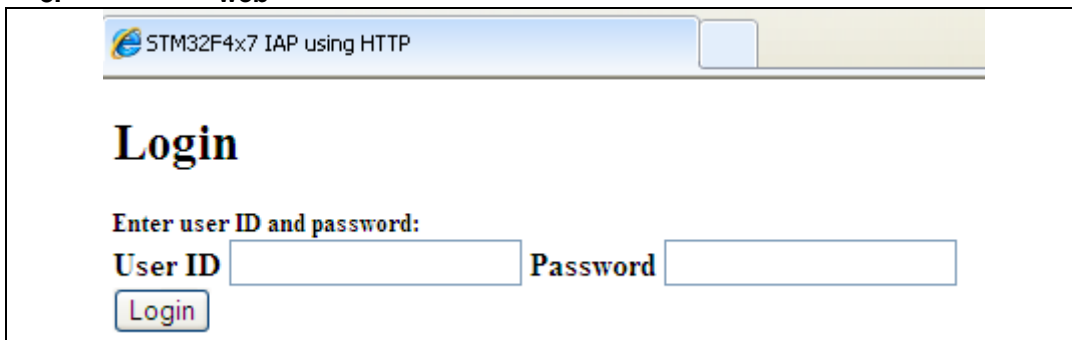 STM32F4x7 IAP using HTTP
Login
Enter user ID and password:
User ID Password
Login